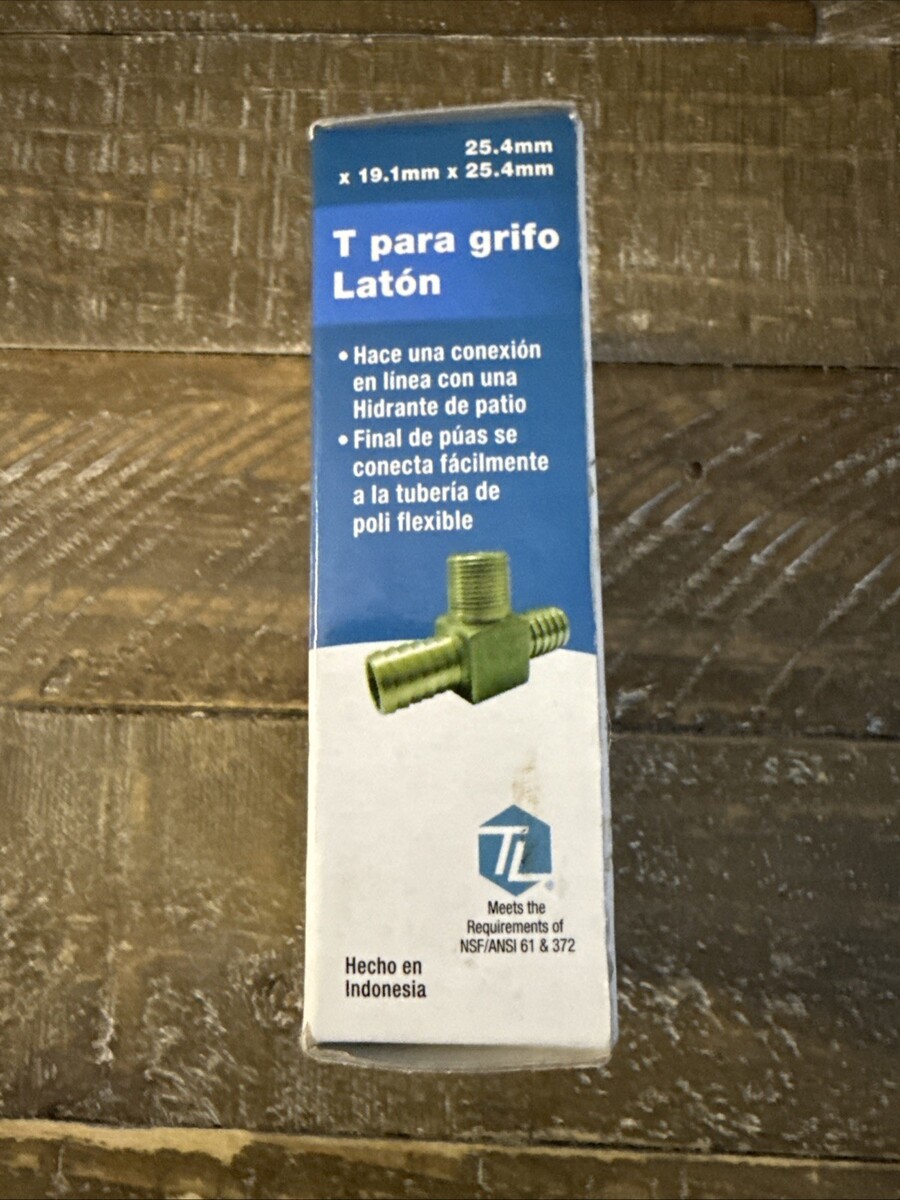 25.4mm
x 19.1mm x 25.4mm
T para grifo
Latón
• Hace una conexión
en línea con una
Hidrante de patio
• Final de púas se
conecta fácilmente
a la tubería de
poli flexible
TL
Meets the
Requirements of
NSF/ANSI 61 & 372
Hecho en
Indonesia